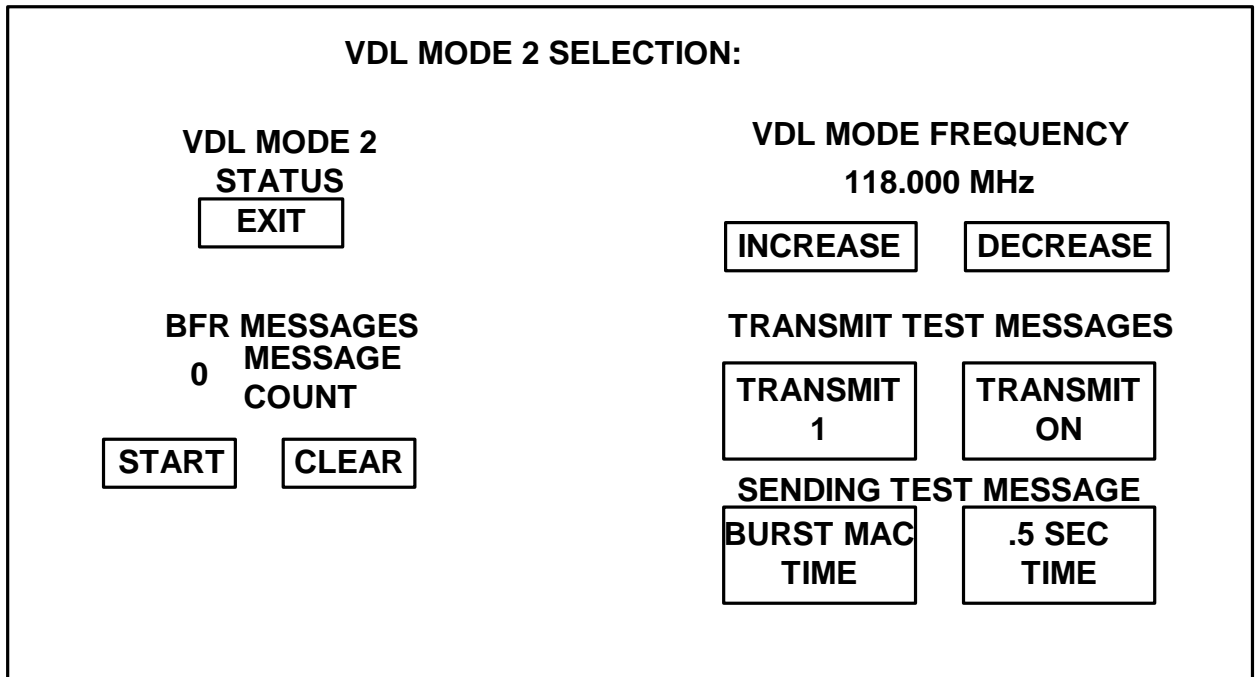 VDL MODE 2 SELECTION:
VDL MODE 2
STATUS
EXIT
VDL MODE FREQUENCY
118.000 MHz
INCREASE DECREASE
BFR MESSAGES
0 MESSAGE
COUNT
START CLEAR
TRANSMIT TEST MESSAGES
TRANSMIT
1
TRANSMIT
ON
SENDING TEST MESSAGE
BURST MAC
TIME
.5 SEC
TIME